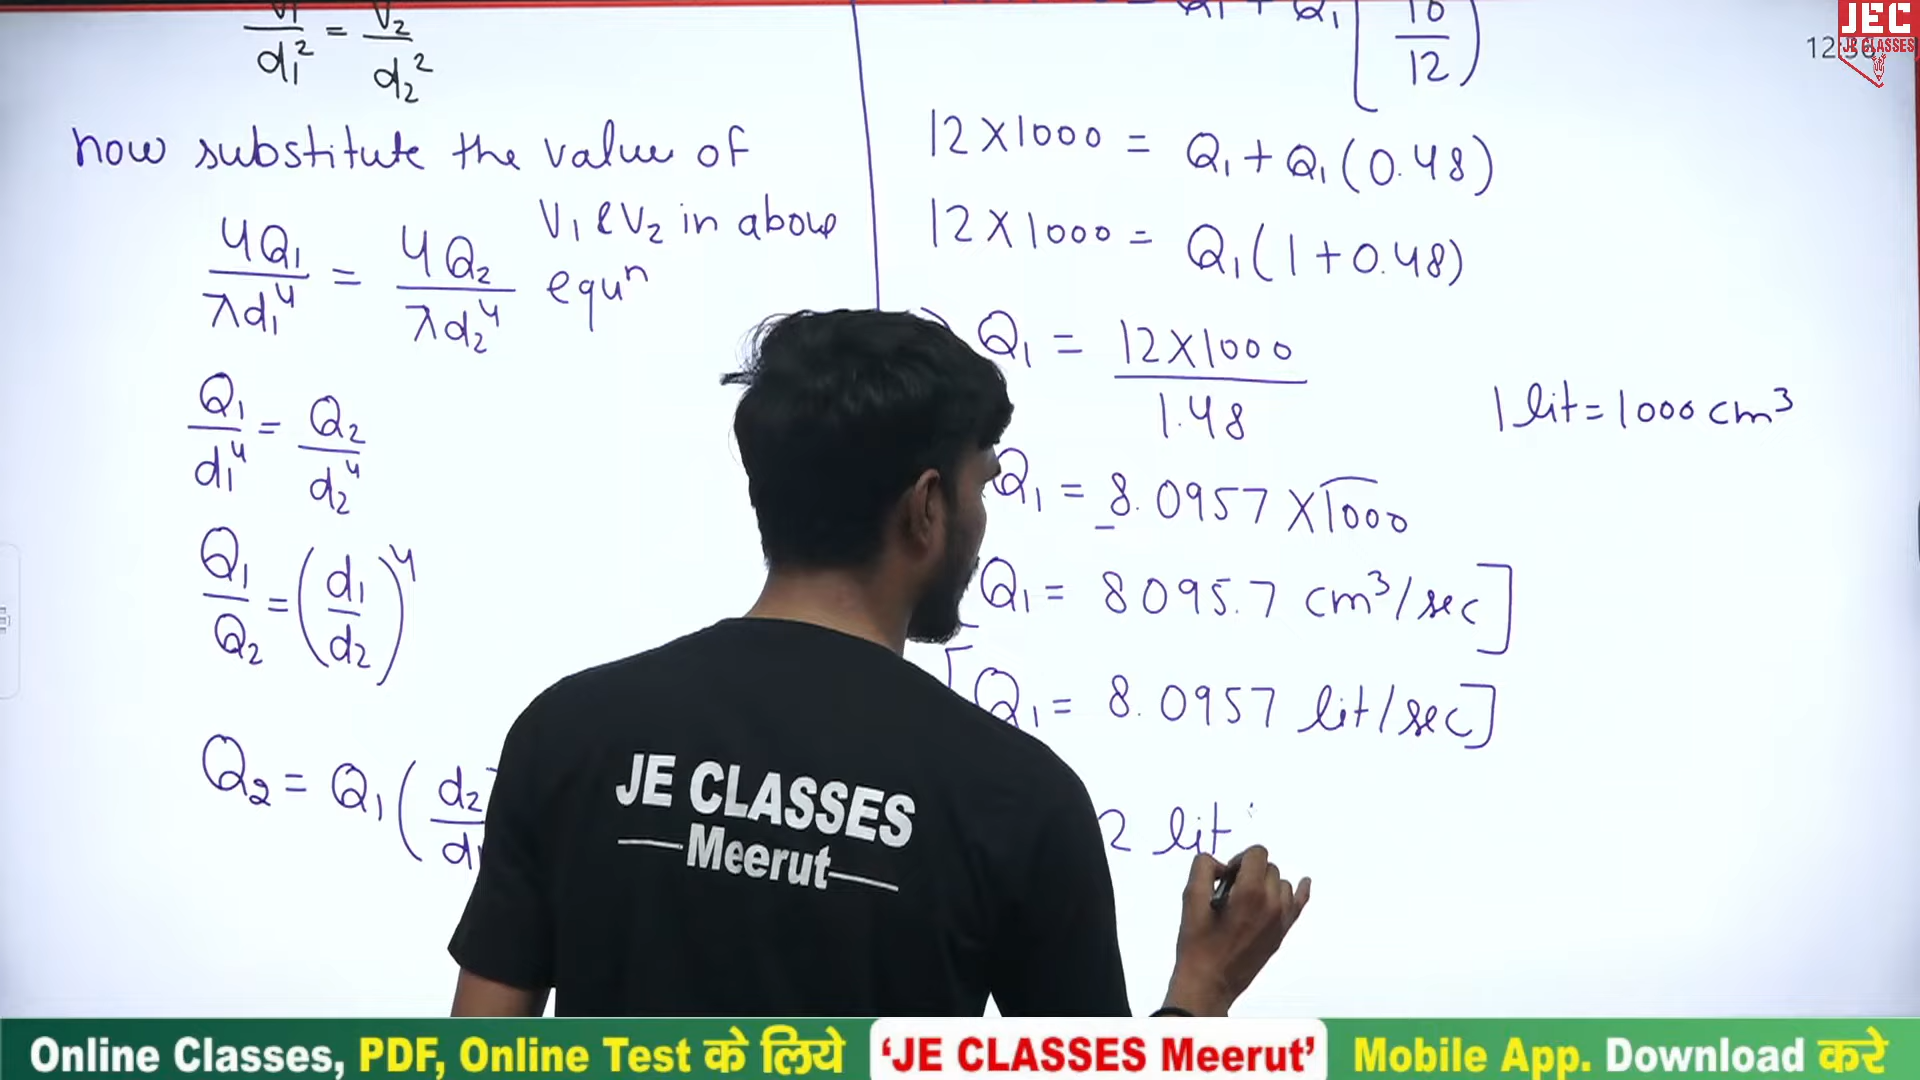 V₁/d₁² = V₂/d₂²
now substitute the value of
V₁ & V₂ in above
equⁿ
4Q₁/πd₁⁴ = 4Q₂/πd₂⁴
Q₁/d₁⁴ = Q₂/d₂⁴
Q₁/Q₂ = (d₁/d₂)⁴
Q₂ = Q₁(d₂/d₁
10/12)
12×1000 = Q₁+Q₁(0.48)
12×1000 = Q₁(1+0.48)
Q₁ = 12×1000/1.48
1 lit = 1000 cm³
Q₁ = 8.0957×1000
[Q₁ = 8095.7 cm³/sec]
[Q₁ = 8.0957 lit/sec]
2 lit
JEC
JE CLASSES
JE CLASSES
Meerut
Online Classes, PDF, Online Test के लिये 'JE CLASSES Meerut' Mobile App. Download करे